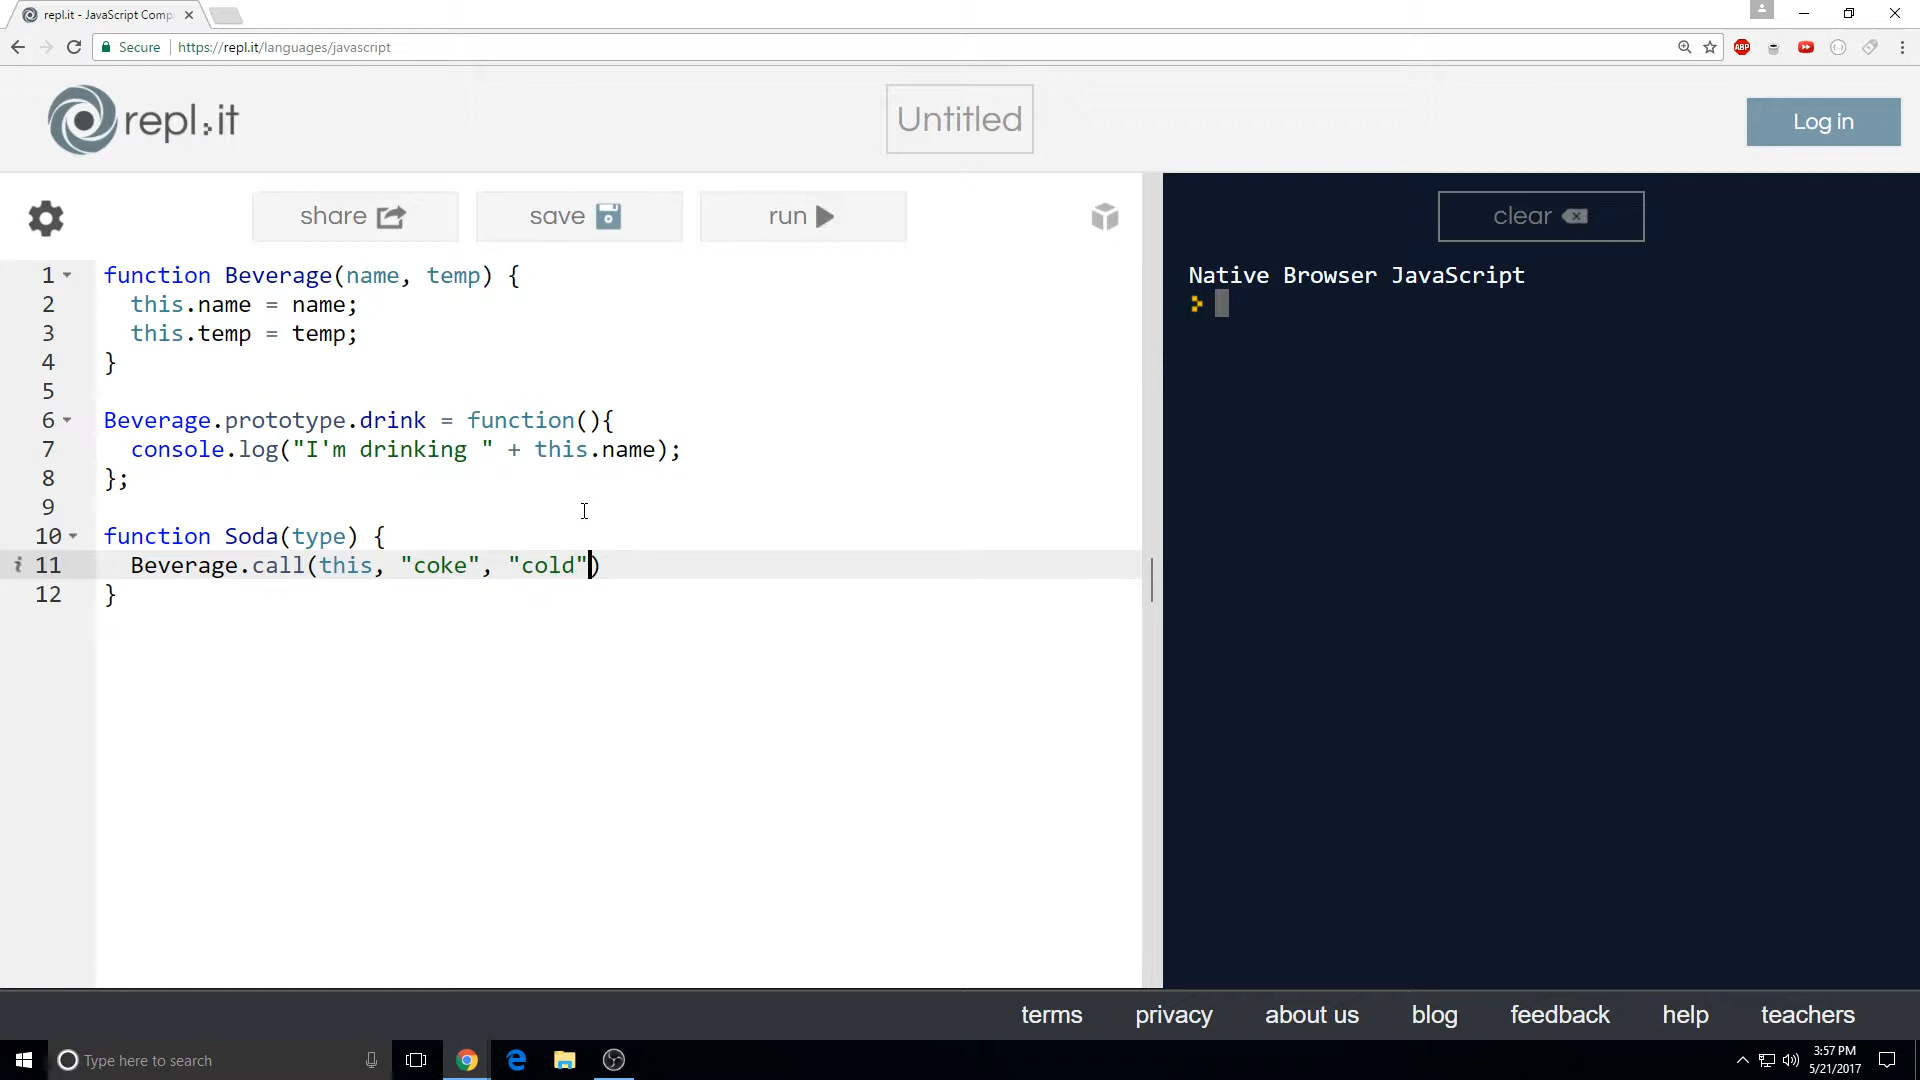 repl.it - JavaScript Comp
Secure https://repl.it/languages/javascript
ABP
repl.it
Untitled
Log in
share save run clear
1 function Beverage(name, temp) {
2 this.name = name;
3 this.temp = temp;
4 }
5
6 Beverage.prototype.drink = function(){
7 console.log("I'm drinking " + this.name);
8 };
9
10 function Soda(type) {
i 11 Beverage.call(this, "coke", "cold")
12 }
Native Browser JavaScript
terms privacy about us blog feedback help teachers
Type here to search
3:57 PM
5/21/2017